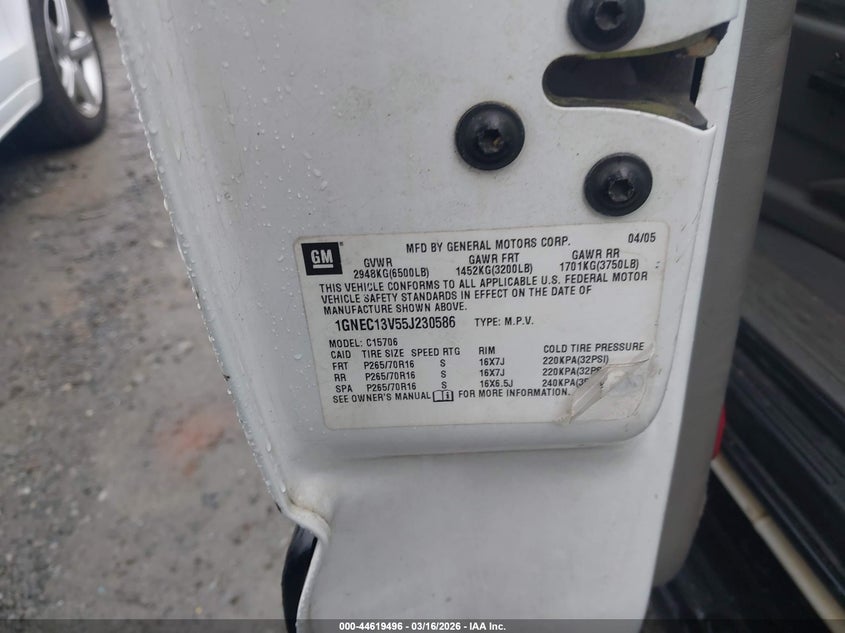 GM
MFD BY GENERAL MOTORS CORP. 04/05
GVWR GAWR FRT GAWR RR
2948KG(6500LB) 1452KG(3200LB) 1701KG(3750LB)
THIS VEHICLE CONFORMS TO ALL APPLICABLE U.S. FEDERAL MOTOR
VEHICLE SAFETY STANDARDS IN EFFECT ON THE DATE OF
MANUFACTURE SHOWN ABOVE.
1GNEC13V55J230586 TYPE: M.P.V.
MODEL: C15706
CAID TIRE SIZE SPEED RTG RIM COLD TIRE PRESSURE
FRT P265/70R16 S 16X7J 220KPA(32PSI)
RR P265/70R16 S 16X7J 220KPA(32PSI)
SPA P265/70R16 S 16X6.5J 240KPA(35
SEE OWNER'S MANUAL FOR MORE INFORMATION.
000-44619496 - 03/16/2026 - IAA Inc.